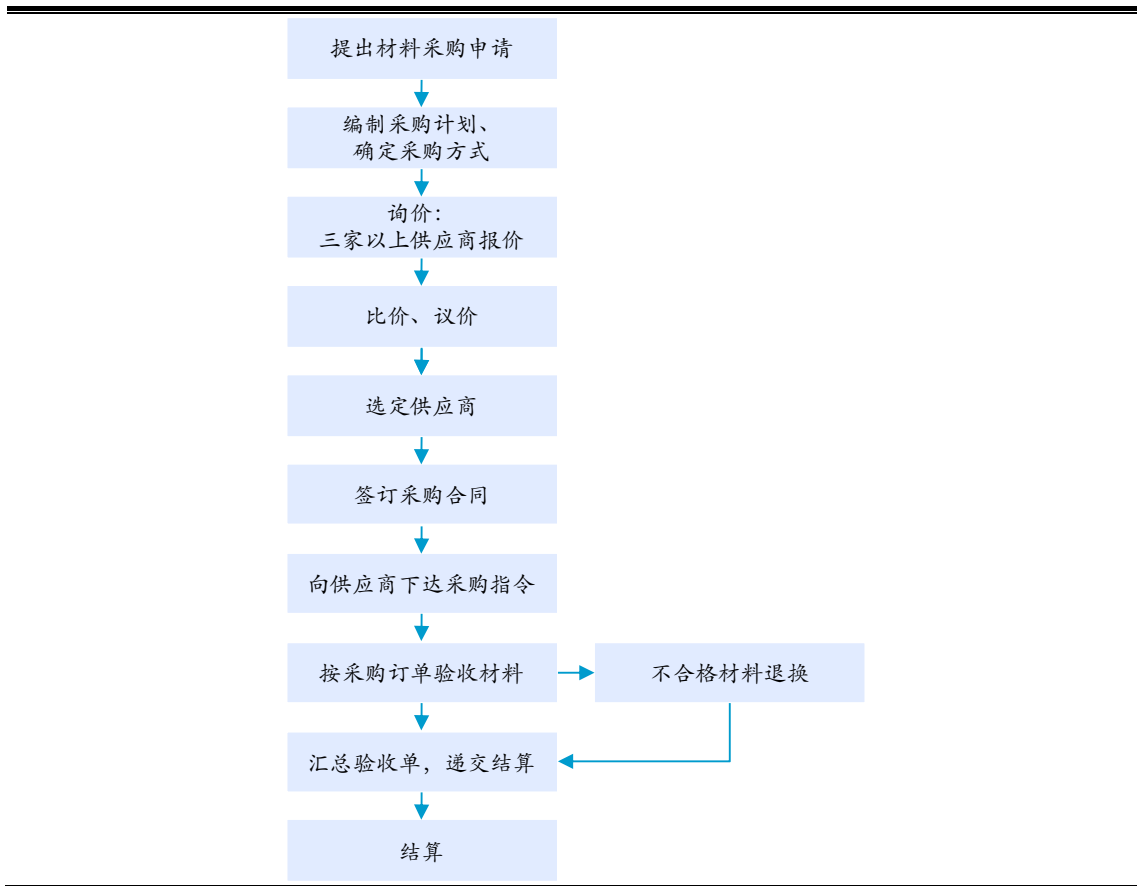 提出材料采购申请
编制采购计划、
确定采购方式
询价：
三家以上供应商报价
比价、议价
选定供应商
签订采购合同
向供应商下达采购指令
按采购订单验收材料
不合格材料退换
汇总验收单，递交结算
结算